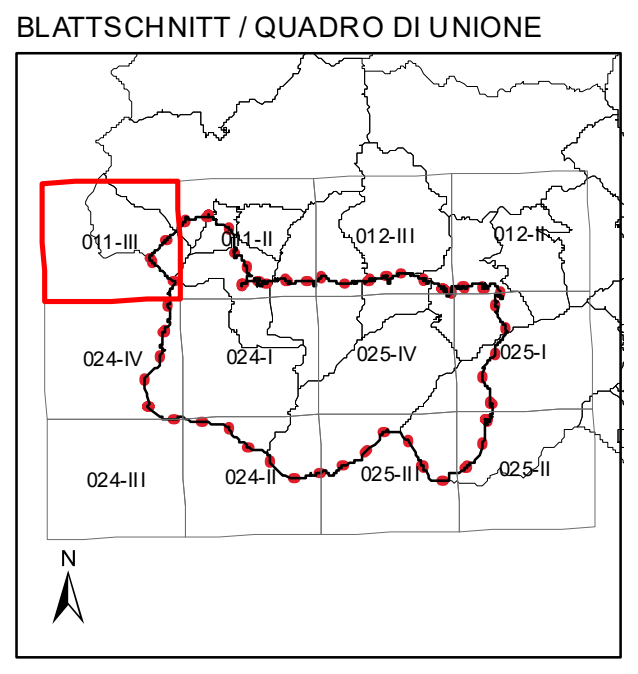 BLATTSCHNITT / QUADRO DI UNIONE
011-III
011-II
012-III
012-II
024-IV
024-I
025-IV
025-I
024-III
024-II
025-III
025-II
N